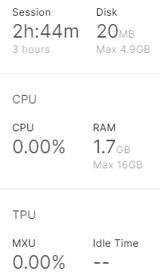 Session Disk
2h:44m 20MB
3 hours Max 4.9GB
CPU
CPU RAM
0.00% 1.7GB
Max 16GB
TPU
MXU Idle Time
0.00% --